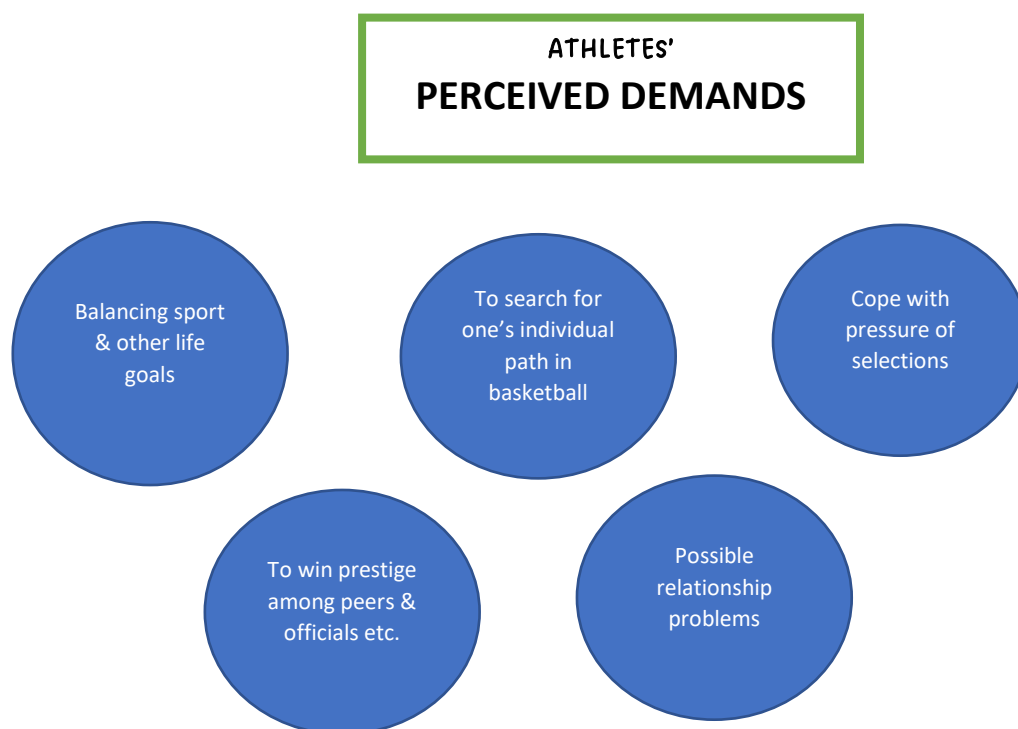 ATHLETES’
PERCEIVED DEMANDS
Balancing sport
& other life
goals
To search for
one’s individual
path in
basketball
Cope with
pressure of
selections
To win prestige
among peers &
officials etc.
Possible
relationship
problems